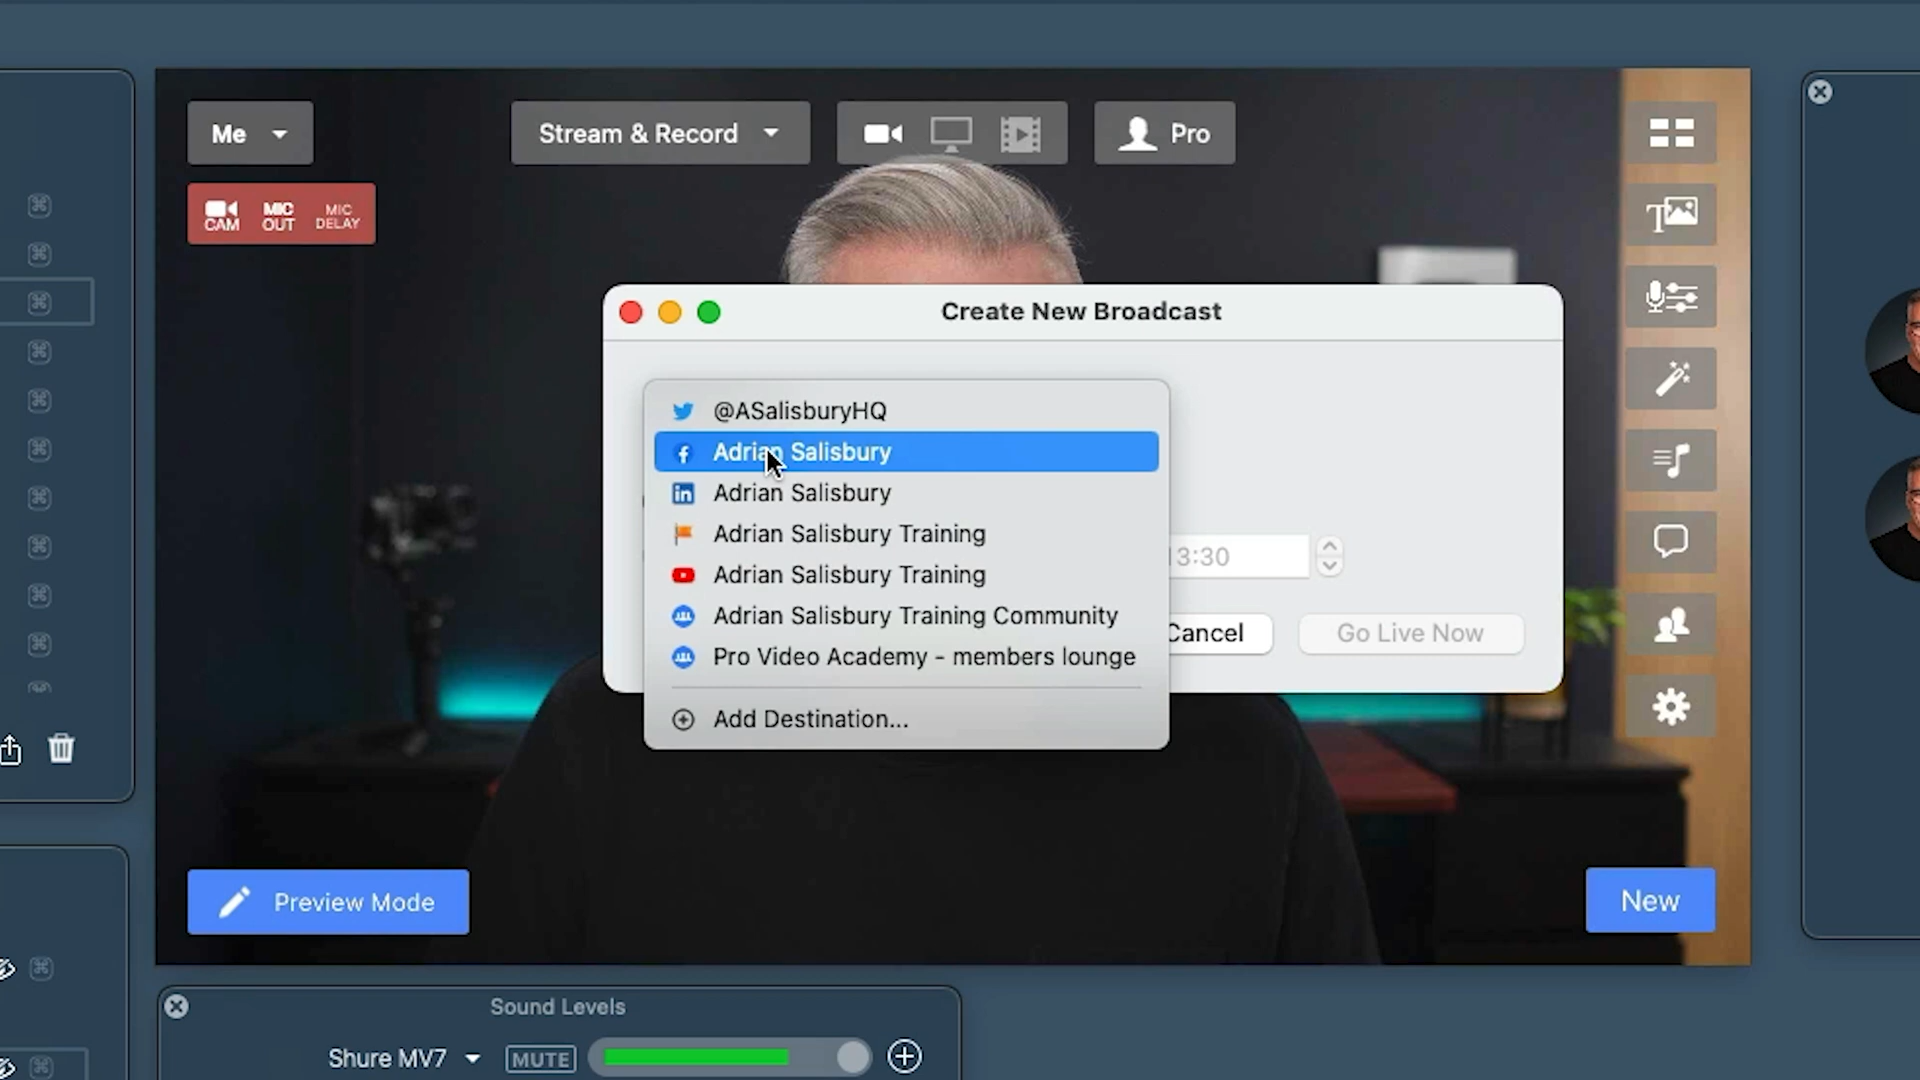 Me
Stream & Record
Pro
CAM
MIC OUT
MIC DELAY
Create New Broadcast
@ASalisburyHQ
Adrian Salisbury
Adrian Salisbury
Adrian Salisbury Training
Adrian Salisbury Training
Adrian Salisbury Training Community
Pro Video Academy - members lounge
Add Destination...
13:30
Cancel
Go Live Now
Preview Mode
New
Sound Levels
Shure MV7
MUTE